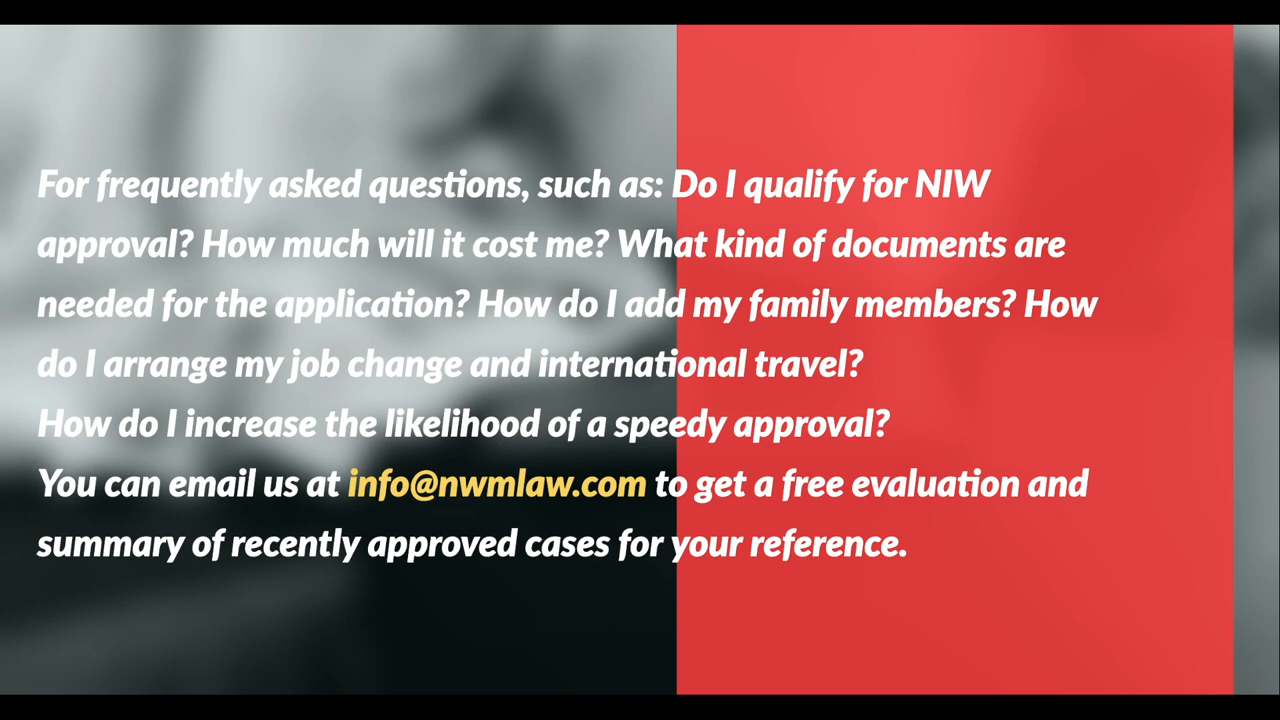 For frequently asked questions, such as: Do I qualify for NIW
approval? How much will it cost me? What kind of documents are
needed for the application? How do I add my family members? How
do I arrange my job change and international travel?
How do I increase the likelihood of a speedy approval?
You can email us at info@nwmlaw.com to get a free evaluation and
summary of recently approved cases for your reference.